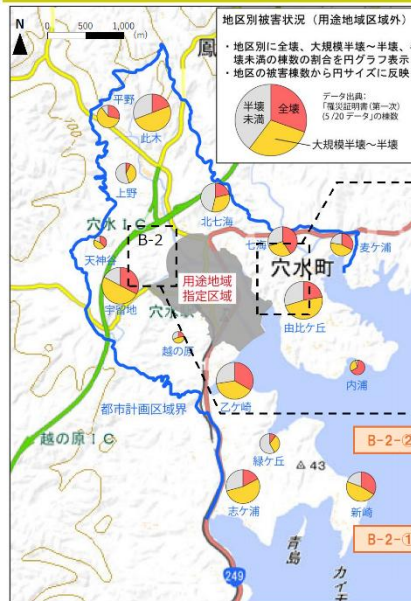 N
0
500
1,000
(m)
鳳
地区別被害状況（用途地域区域外）
・地区別に全壊、大規模半壊～半壊、
壊未満の棟数の割合を円グラフ表示
・地区の被害棟数から円サイズに反映
半壊
未満
全壊
大規模半壊～半壊
データ出典：
「罹災証明書(第一次)
(5/20データ)」の棟数
平野
此木
上野
北七海
穴水ＩＣ
B-2
七海
麦ケ浦
天神谷
穴水町
用途地域
指定区域
宇留地
穴水
由比ケ丘
越の原
内浦
都市計画区域界
乙ケ崎
越の原ＩＣ
B-2-②
緑ケ丘
43
志ケ浦
新崎
B-2-①
青島
カイモ
249